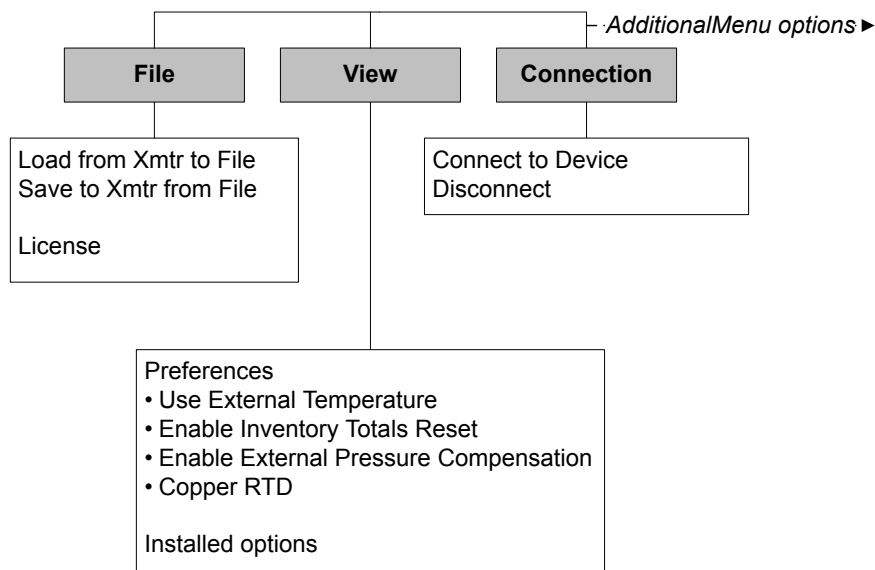 AdditionalMenu options ►
File
View
Connection
Load from Xmtr to File
Save to Xmtr from File
License
Connect to Device
Disconnect
Preferences
• Use External Temperature
• Enable Inventory Totals Reset
• Enable External Pressure Compensation
• Copper RTD
Installed options